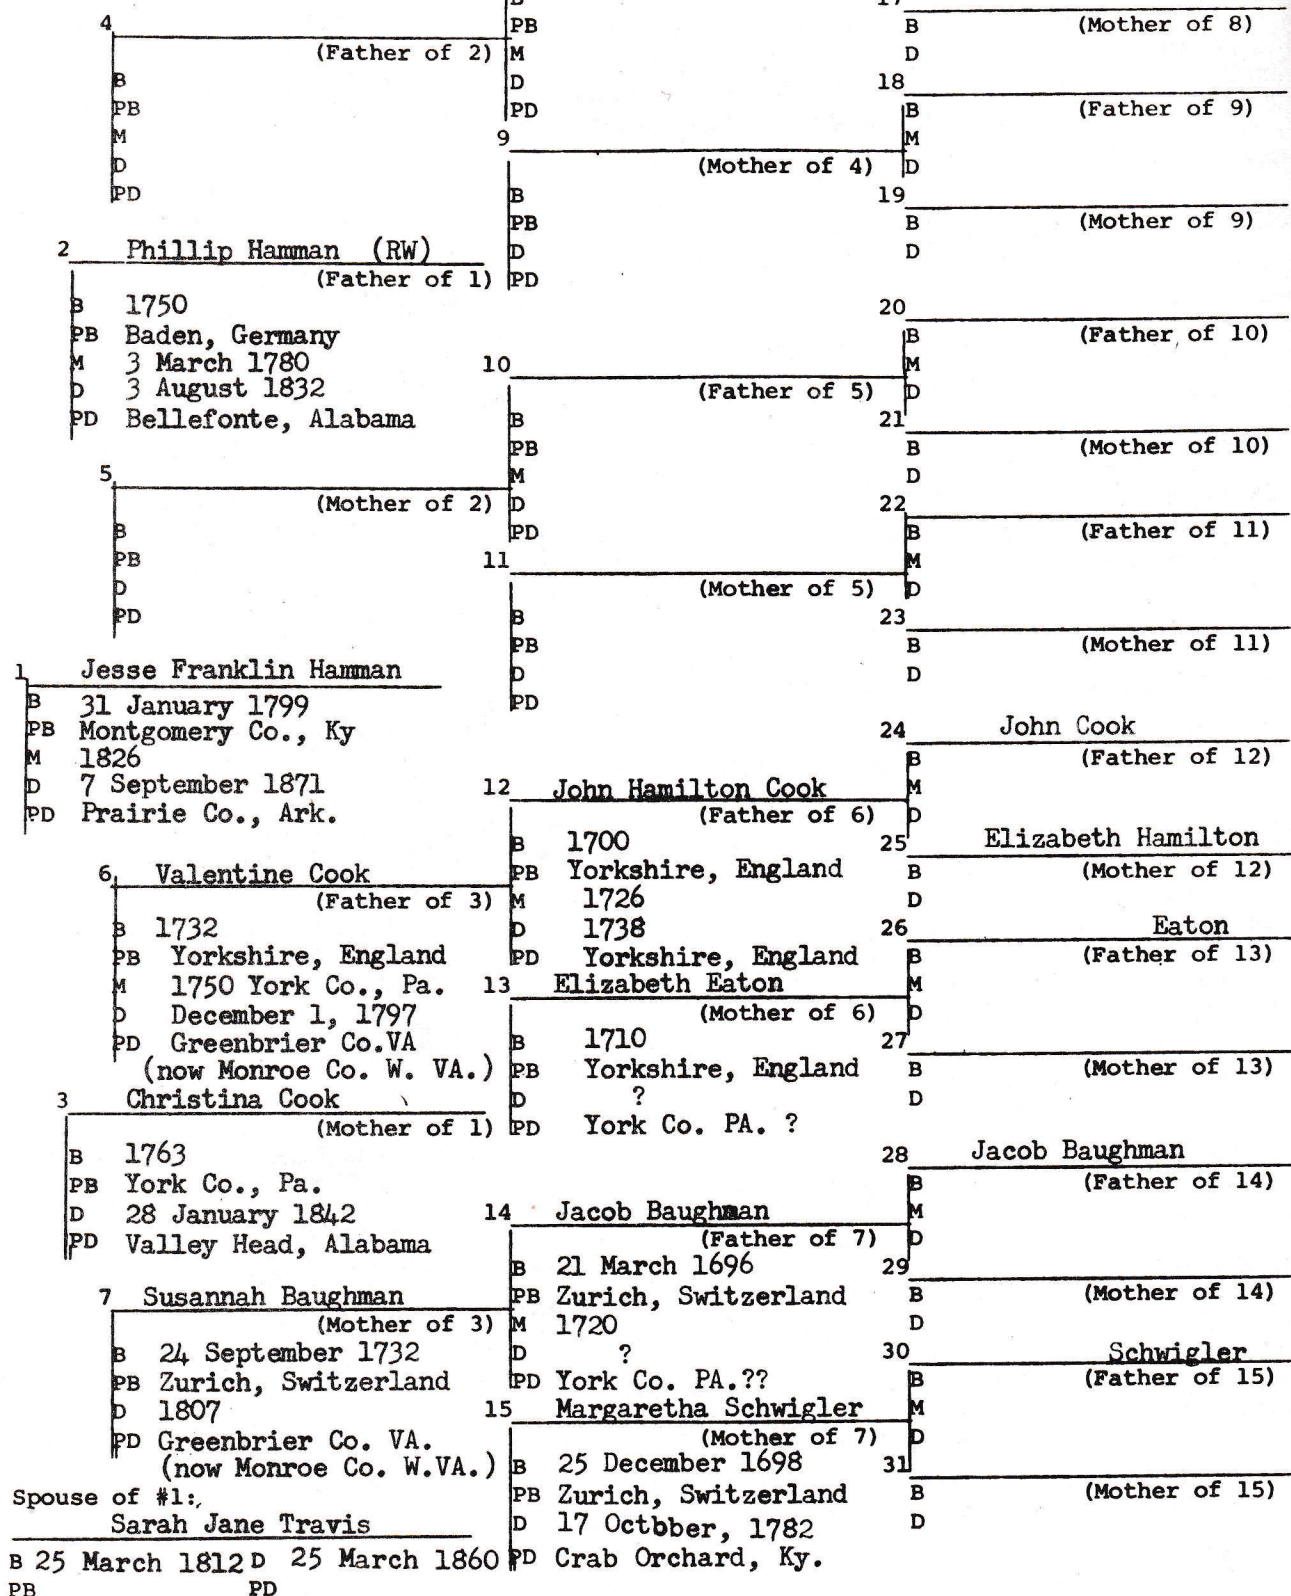 4
(Father of 2)
B
PB
M
D
PD
2 Phillip Hamman (RW)
(Father of 1)
B 1750
PB Baden, Germany
M 3 March 1780
D 3 August 1832
PD Bellefonte, Alabama
5
(Mother of 2)
B
PB
D
PD
1 Jesse Franklin Hamman
B 31 January 1799
PB Montgomery Co., Ky
M 1826
D 7 September 1871
PD Prairie Co., Ark.
6 Valentine Cook
(Father of 3)
B 1732
PB Yorkshire, England
M 1750 York Co., Pa.
D December 1, 1797
PD Greenbrier Co.VA
(now Monroe Co. W. VA.)
3 Christina Cook
(Mother of 1)
B 1763
PB York Co., Pa.
D 28 January 1842
PD Valley Head, Alabama
7 Susannah Baughman
(Mother of 3)
B 24 September 1732
PB Zurich, Switzerland
D 1807
PD Greenbrier Co. VA.
(now Monroe Co. W.VA.)
Spouse of #1:
Sarah Jane Travis
B 25 March 1812 D 25 March 1860
PB PD
B
PB
M
D
PD
9
(Mother of 4)
B
PB
D
PD
10
(Father of 5)
B
PB
M
D
PD
11
(Mother of 5)
B
PB
D
PD
12 John Hamilton Cook
(Father of 6)
B 1700
PB Yorkshire, England
M 1726
D 1738
PD Yorkshire, England
13 Elizabeth Eaton
(Mother of 6)
B 1710
PB Yorkshire, England
D ?
PD York Co. PA. ?
14 Jacob Baughman
(Father of 7)
B 21 March 1696
PB Zurich, Switzerland
M 1720
D ?
PD York Co. PA.??
15 Margaretha Schwigler
(Mother of 7)
B 25 December 1698
PB Zurich, Switzerland
D 17 Octbber, 1782
PD Crab Orchard, Ky.
17
B (Mother of 8)
D
18
B (Father of 9)
M
D
19
B (Mother of 9)
D
20
B (Father of 10)
M
D
21
B (Mother of 10)
D
22
B (Father of 11)
M
D
23
B (Mother of 11)
D
24 John Cook
B (Father of 12)
M
D
25 Elizabeth Hamilton
B (Mother of 12)
D
26 Eaton
B (Father of 13)
M
D
27
B (Mother of 13)
D
28 Jacob Baughman
B (Father of 14)
M
D
29
B (Mother of 14)
D
30 Schwigler
B (Father of 15)
M
D
31
B (Mother of 15)
D